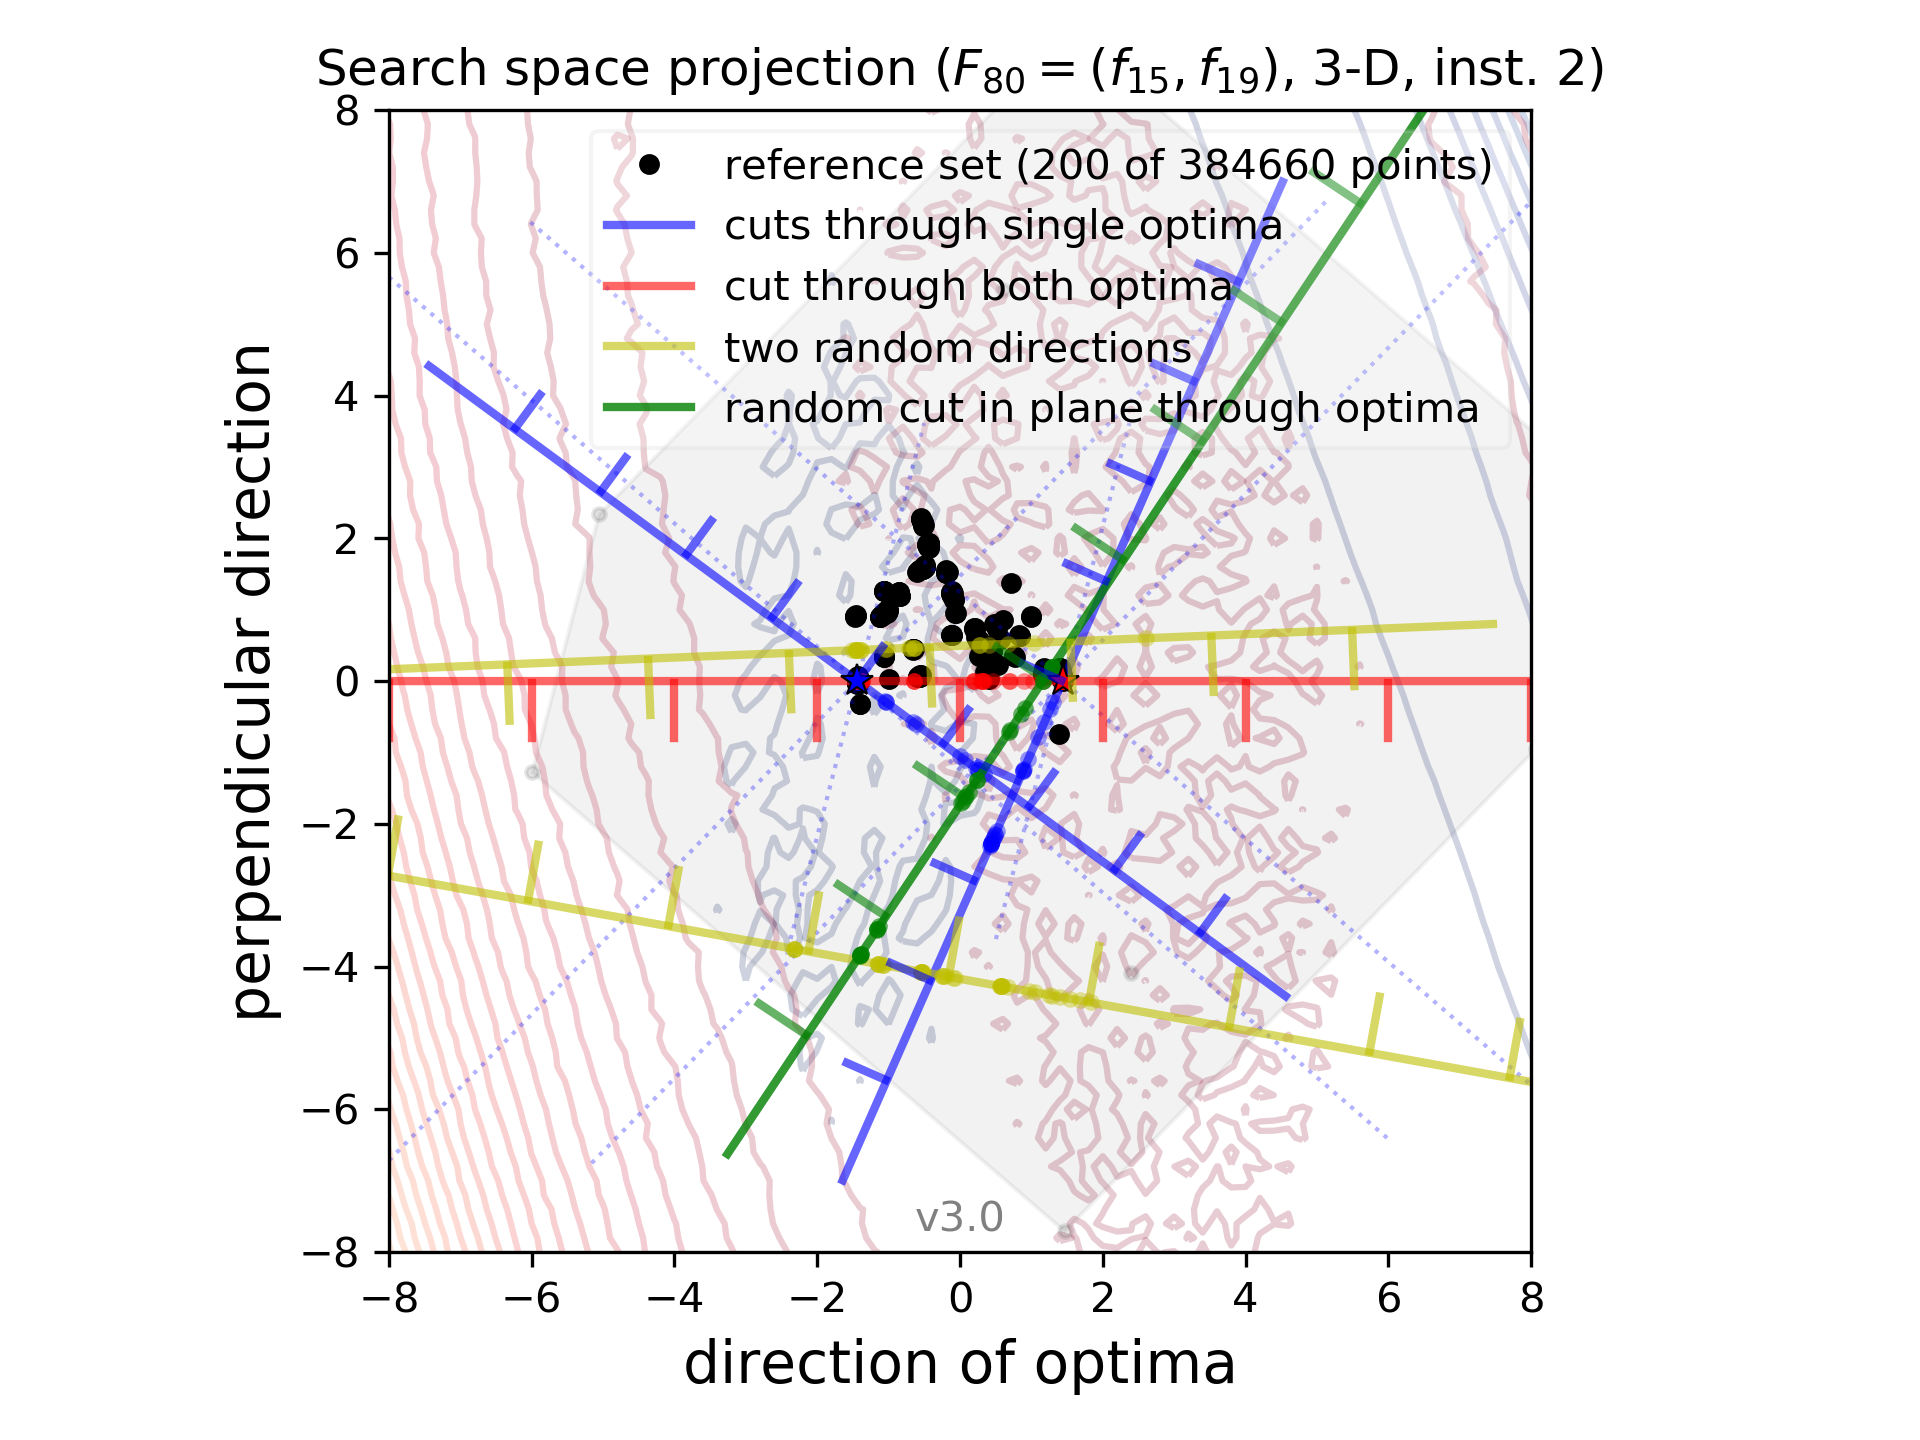 Search space projection (F80 = (f15, f19), 3-D, inst. 2)
8
6
4
2
0
−2
−4
−6
−8
perpendicular direction
reference set (200 of 384660 points)
cuts through single optima
cut through both optima
two random directions
random cut in plane through optima
v3.0
−8 −6 −4 −2 0 2 4 6 8
direction of optima